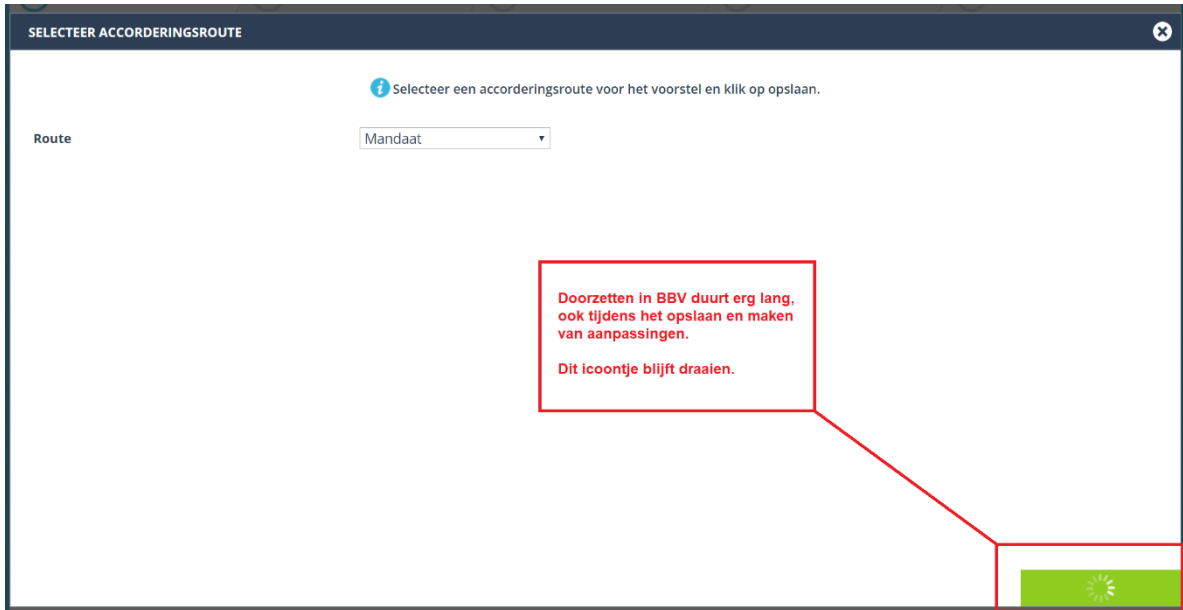 SELECTEER ACCORDERINGSROUTE
Selecteer een accorderingsroute voor het voorstel en klik op opslaan.
Route
Mandaat
Doorzetten in BBV duurt erg lang,
ook tijdens het opslaan en maken
van aanpassingen.
Dit icoontje blijft draaien.